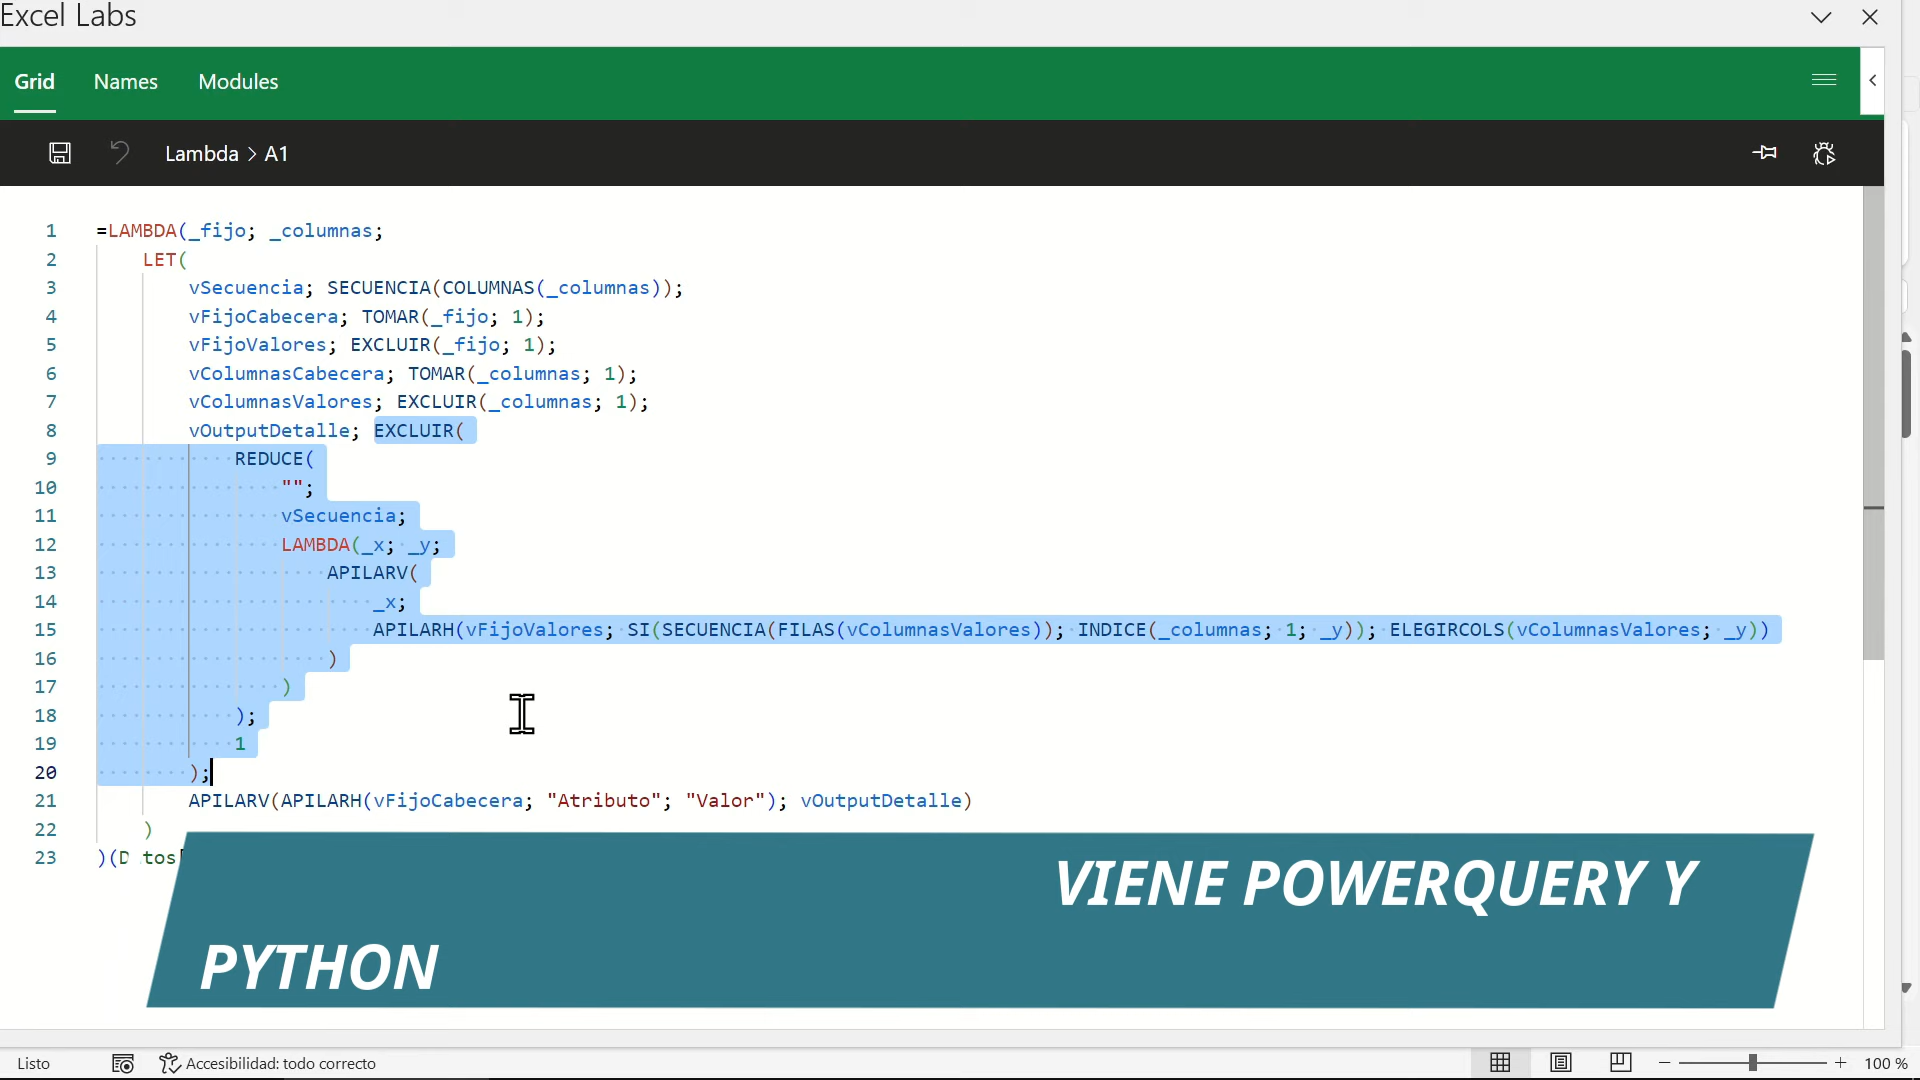 Excel Labs
Grid Names Modules
Lambda > A1
1 =LAMBDA(_fijo; _columnas;
2 LET(
3 vSecuencia; SECUENCIA(COLUMNAS(_columnas));
4 vFijoCabecera; TOMAR(_fijo; 1);
5 vFijoValores; EXCLUIR(_fijo; 1);
6 vColumnasCabecera; TOMAR(_columnas; 1);
7 vColumnasValores; EXCLUIR(_columnas; 1);
8 vOutputDetalle; EXCLUIR(
9 REDUCE(
10 "";
11 vSecuencia;
12 LAMBDA(_x; _y;
13 APILARV(
14 _x;
15 APILARH(vFijoValores; SI(SECUENCIA(FILAS(vColumnasValores)); INDICE(_columnas; 1; _y)); ELEGIRCOLS(vColumnasValores; _y))
16 )
17 )
18 );
19 1
20 );
21 APILARV(APILARH(vFijoCabecera; "Atributo"; "Valor"); vOutputDetalle)
22 )
23 )(D tos[
VIENE POWERQUERY Y
PYTHON
Listo Accesibilidad: todo correcto 100 %